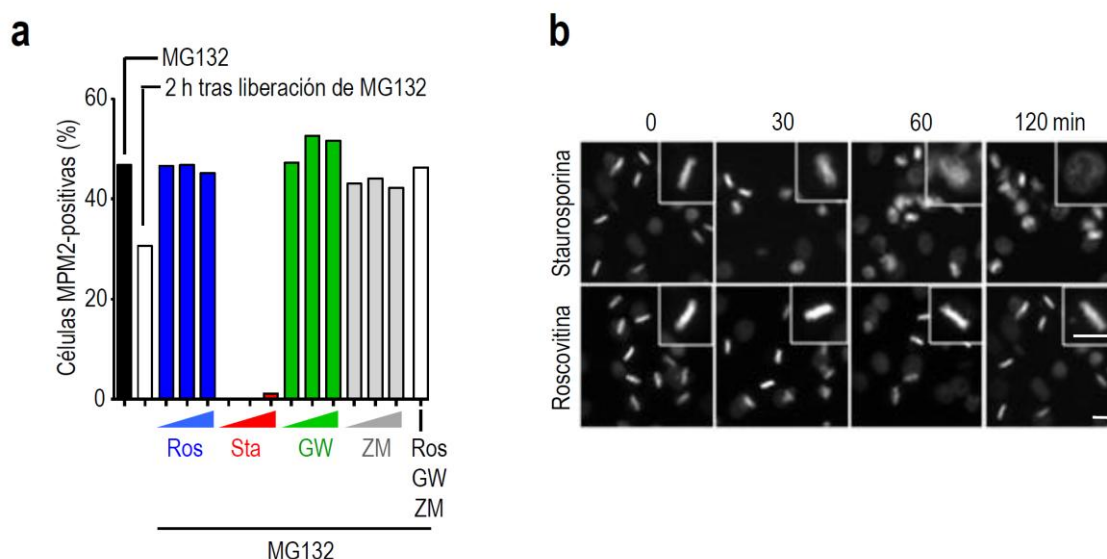 a
MG132
2 h tras liberación de MG132
Células MPM2-positivas (%)
60
40
20
0
Ros
Sta
GW
ZM
Ros
GW
ZM
MG132
b
0 30 60 120 min
Staurosporina
Roscovitina